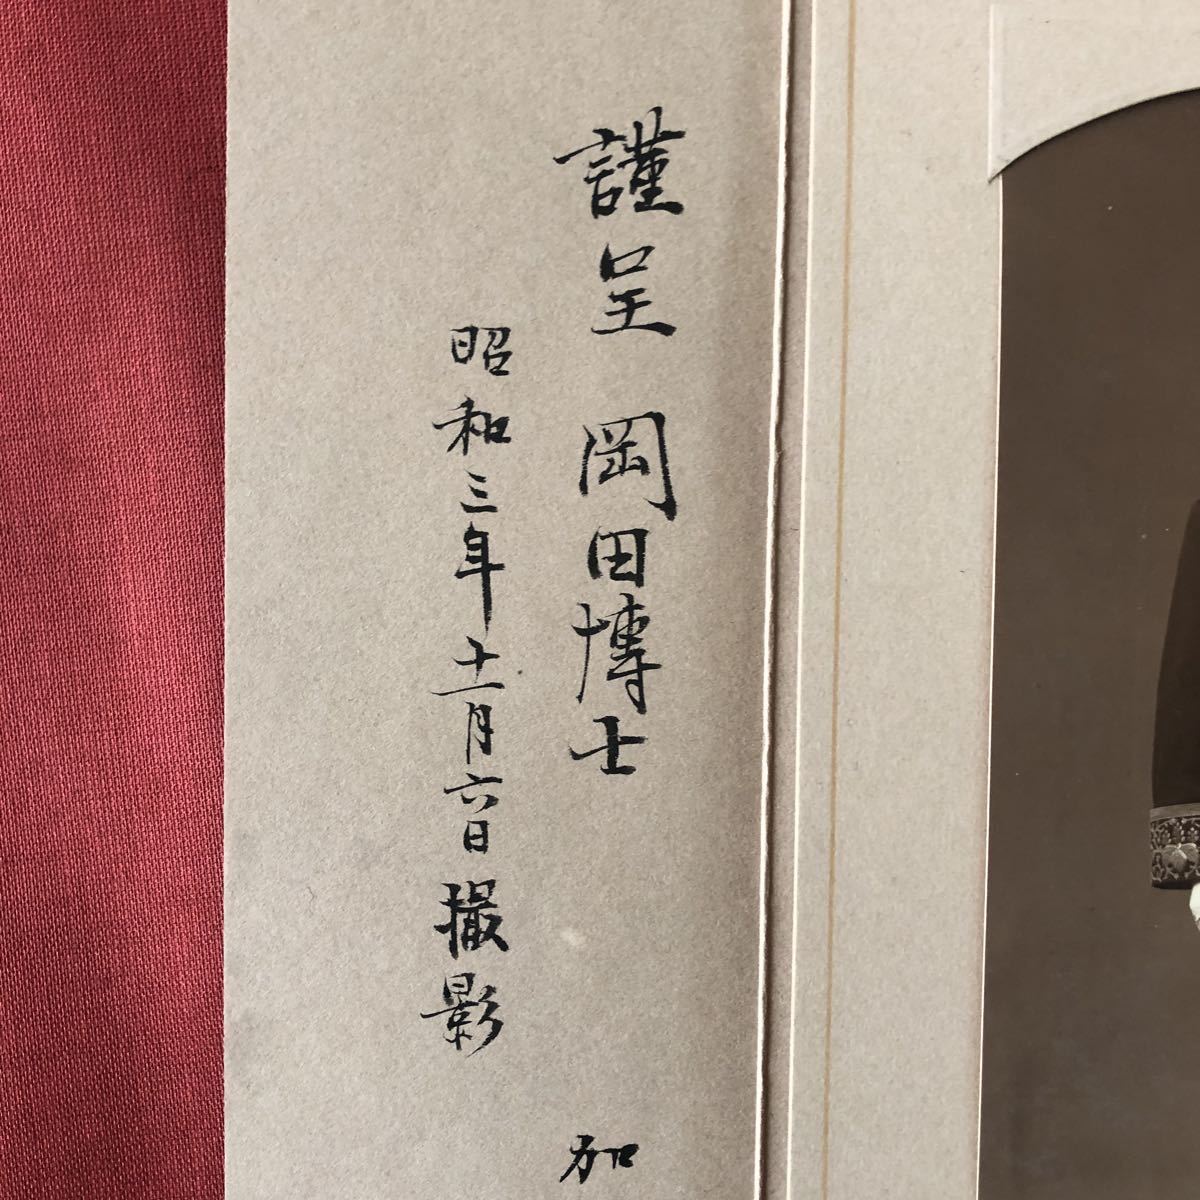 謹呈 岡田博士
昭和三年十一月六日撮影
加